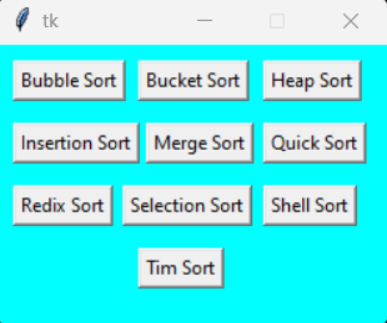 tk
Bubble Sort Bucket Sort Heap Sort
Insertion Sort Merge Sort Quick Sort
Redix Sort Selection Sort Shell Sort
Tim Sort